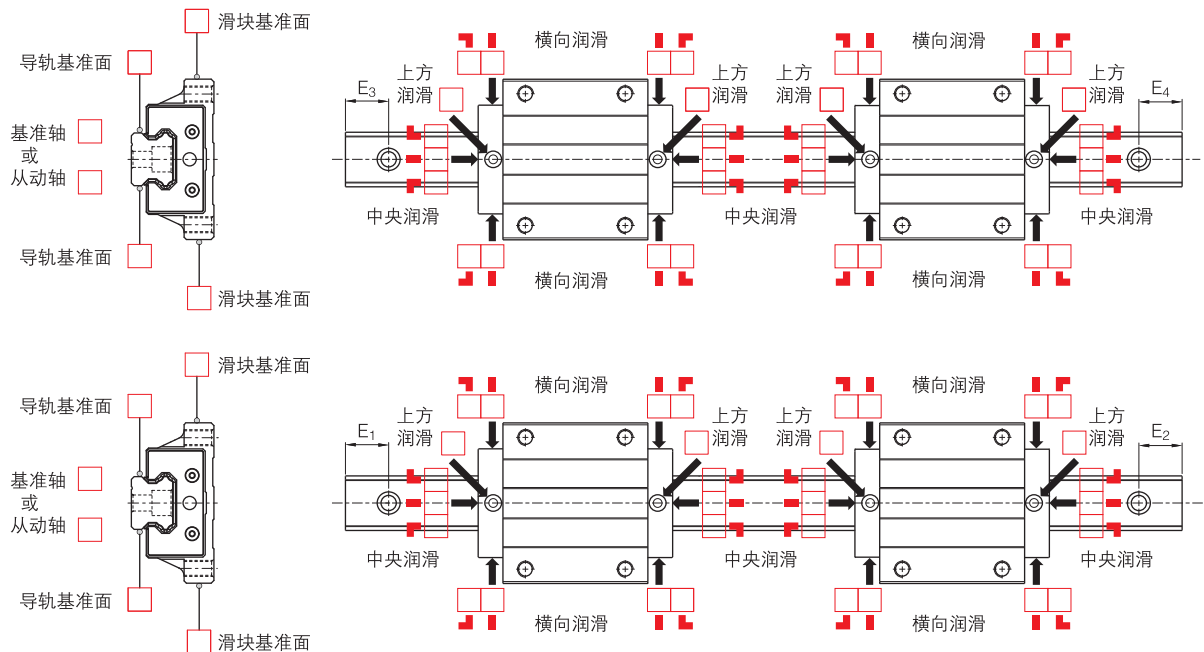 滑块基准面
导轨基准面
基准轴
或
从动轴
导轨基准面
滑块基准面
横向润滑
横向润滑
E3
上方
润滑
上方
润滑
上方
润滑
上方
润滑
E4
中央润滑
中央润滑
中央润滑
横向润滑
横向润滑
滑块基准面
导轨基准面
基准轴
或
从动轴
导轨基准面
滑块基准面
横向润滑
横向润滑
E1
上方
润滑
上方
润滑
上方
润滑
上方
润滑
E2
中央润滑
中央润滑
中央润滑
横向润滑
横向润滑